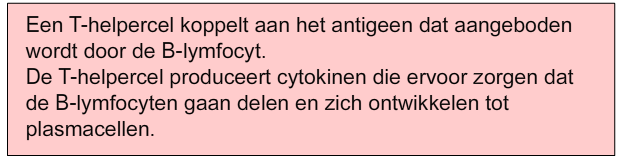 Een T-helpercel koppelt aan het antigeen dat aangeboden
wordt door de B-lymfocyt.
De T-helpercel produceert cytokinen die ervoor zorgen dat
de B-lymfocyten gaan delen en zich ontwikkelen tot
plasmacellen.